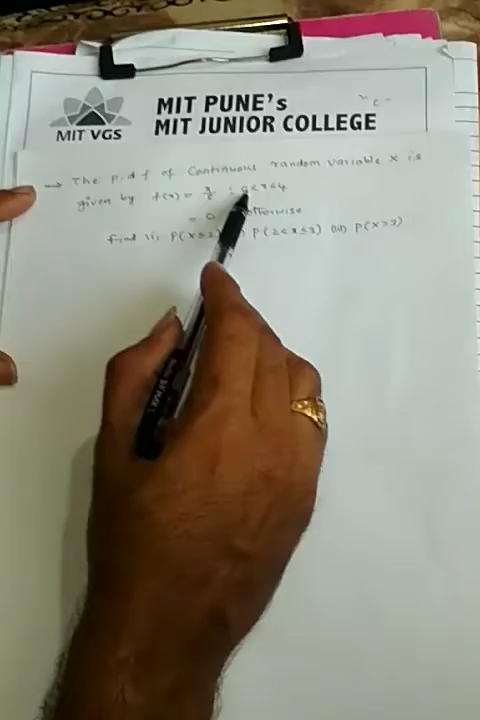 MIT PUNE's
MIT JUNIOR COLLEGE
MIT VGS
→ The p.d.f of Continuous random variable X is
given by f(x) = x/8 ; 0<x<4
= 0 otherwise
find (i) P(X≤2) P(2<x≤3) (iii) P(X>3)